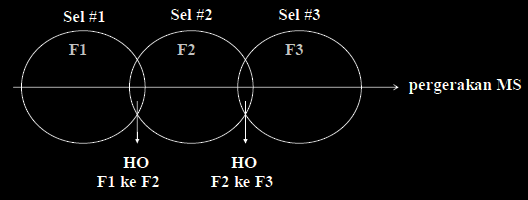 Sel #1
Sel #2
Sel #3
F1
F2
F3
pergerakan MS
HO
F1 ke F2
HO
F2 ke F3